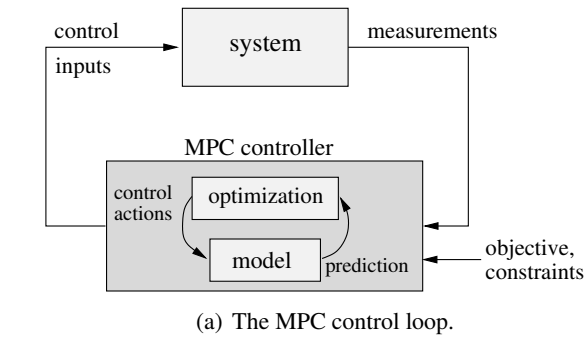 control
inputs
system
measurements
MPC controller
control
actions
optimization
model
prediction
objective,
constraints
(a) The MPC control loop.